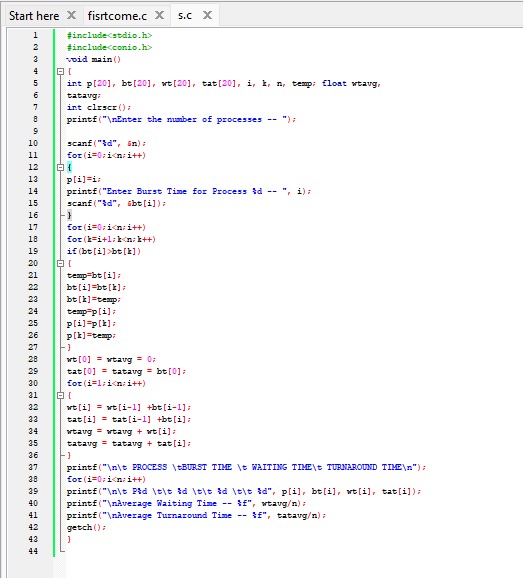 Start here X fisrtcome.c X s.c X
1 #include<stdio.h>
2 #include<conio.h>
3 void main()
4 {
5 int p[20], bt[20], wt[20], tat[20], i, k, n, temp; float wtavg,
6 tatavg;
7 int clrscr();
8 printf("\nEnter the number of processes -- ");
9
10 scanf("%d", &n);
11 for(i=0;i<n;i++)
12 {
13 p[i]=i;
14 printf("Enter Burst Time for Process %d -- ", i);
15 scanf("%d", &bt[i]);
16 }
17 for(i=0;i<n;i++)
18 for(k=i+1;k<n;k++)
19 if(bt[i]>bt[k])
20 {
21 temp=bt[i];
22 bt[i]=bt[k];
23 bt[k]=temp;
24 temp=p[i];
25 p[i]=p[k];
26 p[k]=temp;
27 }
28 wt[0] = wtavg = 0;
29 tat[0] = tatavg = bt[0];
30 for(i=1;i<n;i++)
31 {
32 wt[i] = wt[i-1] +bt[i-1];
33 tat[i] = tat[i-1] +bt[i];
34 wtavg = wtavg + wt[i];
35 tatavg = tatavg + tat[i];
36 }
37 printf("\n\t PROCESS \tBURST TIME \t WAITING TIME\t TURNAROUND TIME\n");
38 for(i=0;i<n;i++)
39 printf("\n\t P%d \t\t %d \t\t %d \t\t %d", p[i], bt[i], wt[i], tat[i]);
40 printf("\nAverage Waiting Time -- %f", wtavg/n);
41 printf("\nAverage Turnaround Time -- %f", tatavg/n);
42 getch();
43 }
44